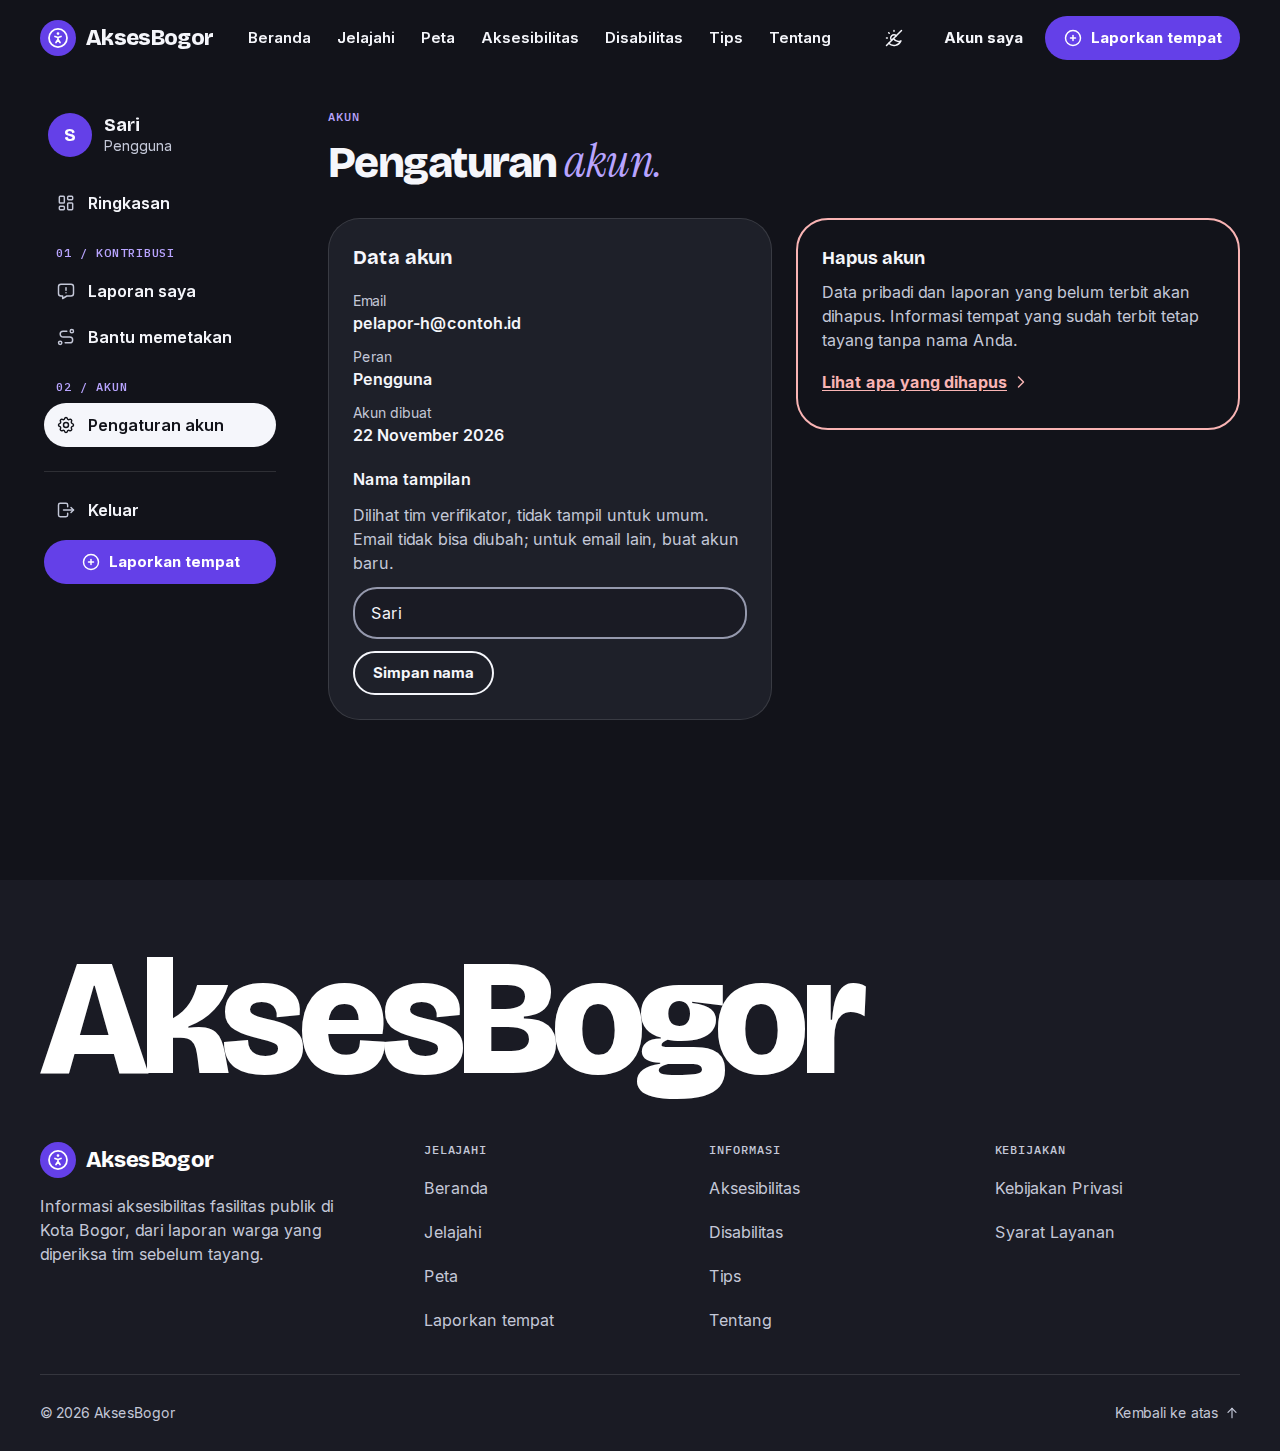 AksesBogor
Beranda
Jelajahi
Peta
Aksesibilitas
Disabilitas
Tips
Tentang
Akun saya
Laporkan tempat
S
Sari
Pengguna
Ringkasan
01 / KONTRIBUSI
Laporan saya
Bantu memetakan
02 / AKUN
Pengaturan akun
Keluar
Laporkan tempat
AKUN
Pengaturan akun.
Data akun
Email
pelapor-h@contoh.id
Peran
Pengguna
Akun dibuat
22 November 2026
Nama tampilan
Dilihat tim verifikator, tidak tampil untuk umum.
Email tidak bisa diubah; untuk email lain, buat akun
baru.
Sari
Simpan nama
Hapus akun
Data pribadi dan laporan yang belum terbit akan
dihapus. Informasi tempat yang sudah terbit tetap
tayang tanpa nama Anda.
Lihat apa yang dihapus
AksesBogor
AksesBogor
Informasi aksesibilitas fasilitas publik di
Kota Bogor, dari laporan warga yang
diperiksa tim sebelum tayang.
JELAJAHI
Beranda
Jelajahi
Peta
Laporkan tempat
INFORMASI
Aksesibilitas
Disabilitas
Tips
Tentang
KEBIJAKAN
Kebijakan Privasi
Syarat Layanan
© 2026 AksesBogor
Kembali ke atas ↑